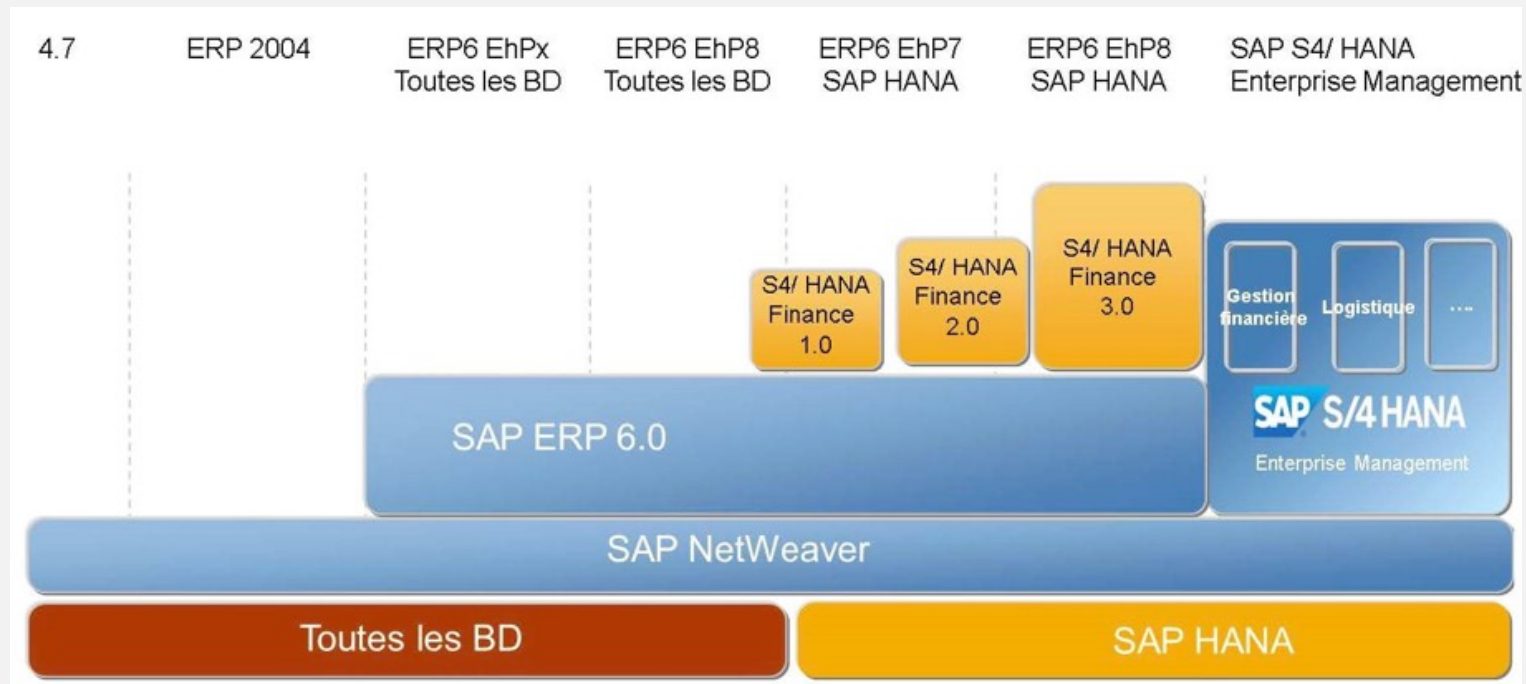 4.7
ERP 2004
ERP6 EhPx
Toutes les BD
ERP6 EhP8
Toutes les BD
ERP6 EhP7
SAP HANA
ERP6 EhP8
SAP HANA
SAP S4/ HANA
Enterprise Management
S4/ HANA
Finance
1.0
S4/ HANA
Finance
2.0
S4/ HANA
Finance
3.0
Gestion
financière
Logistique
....
SAP S/4 HANA
Enterprise Management
SAP ERP 6.0
SAP NetWeaver
Toutes les BD
SAP HANA